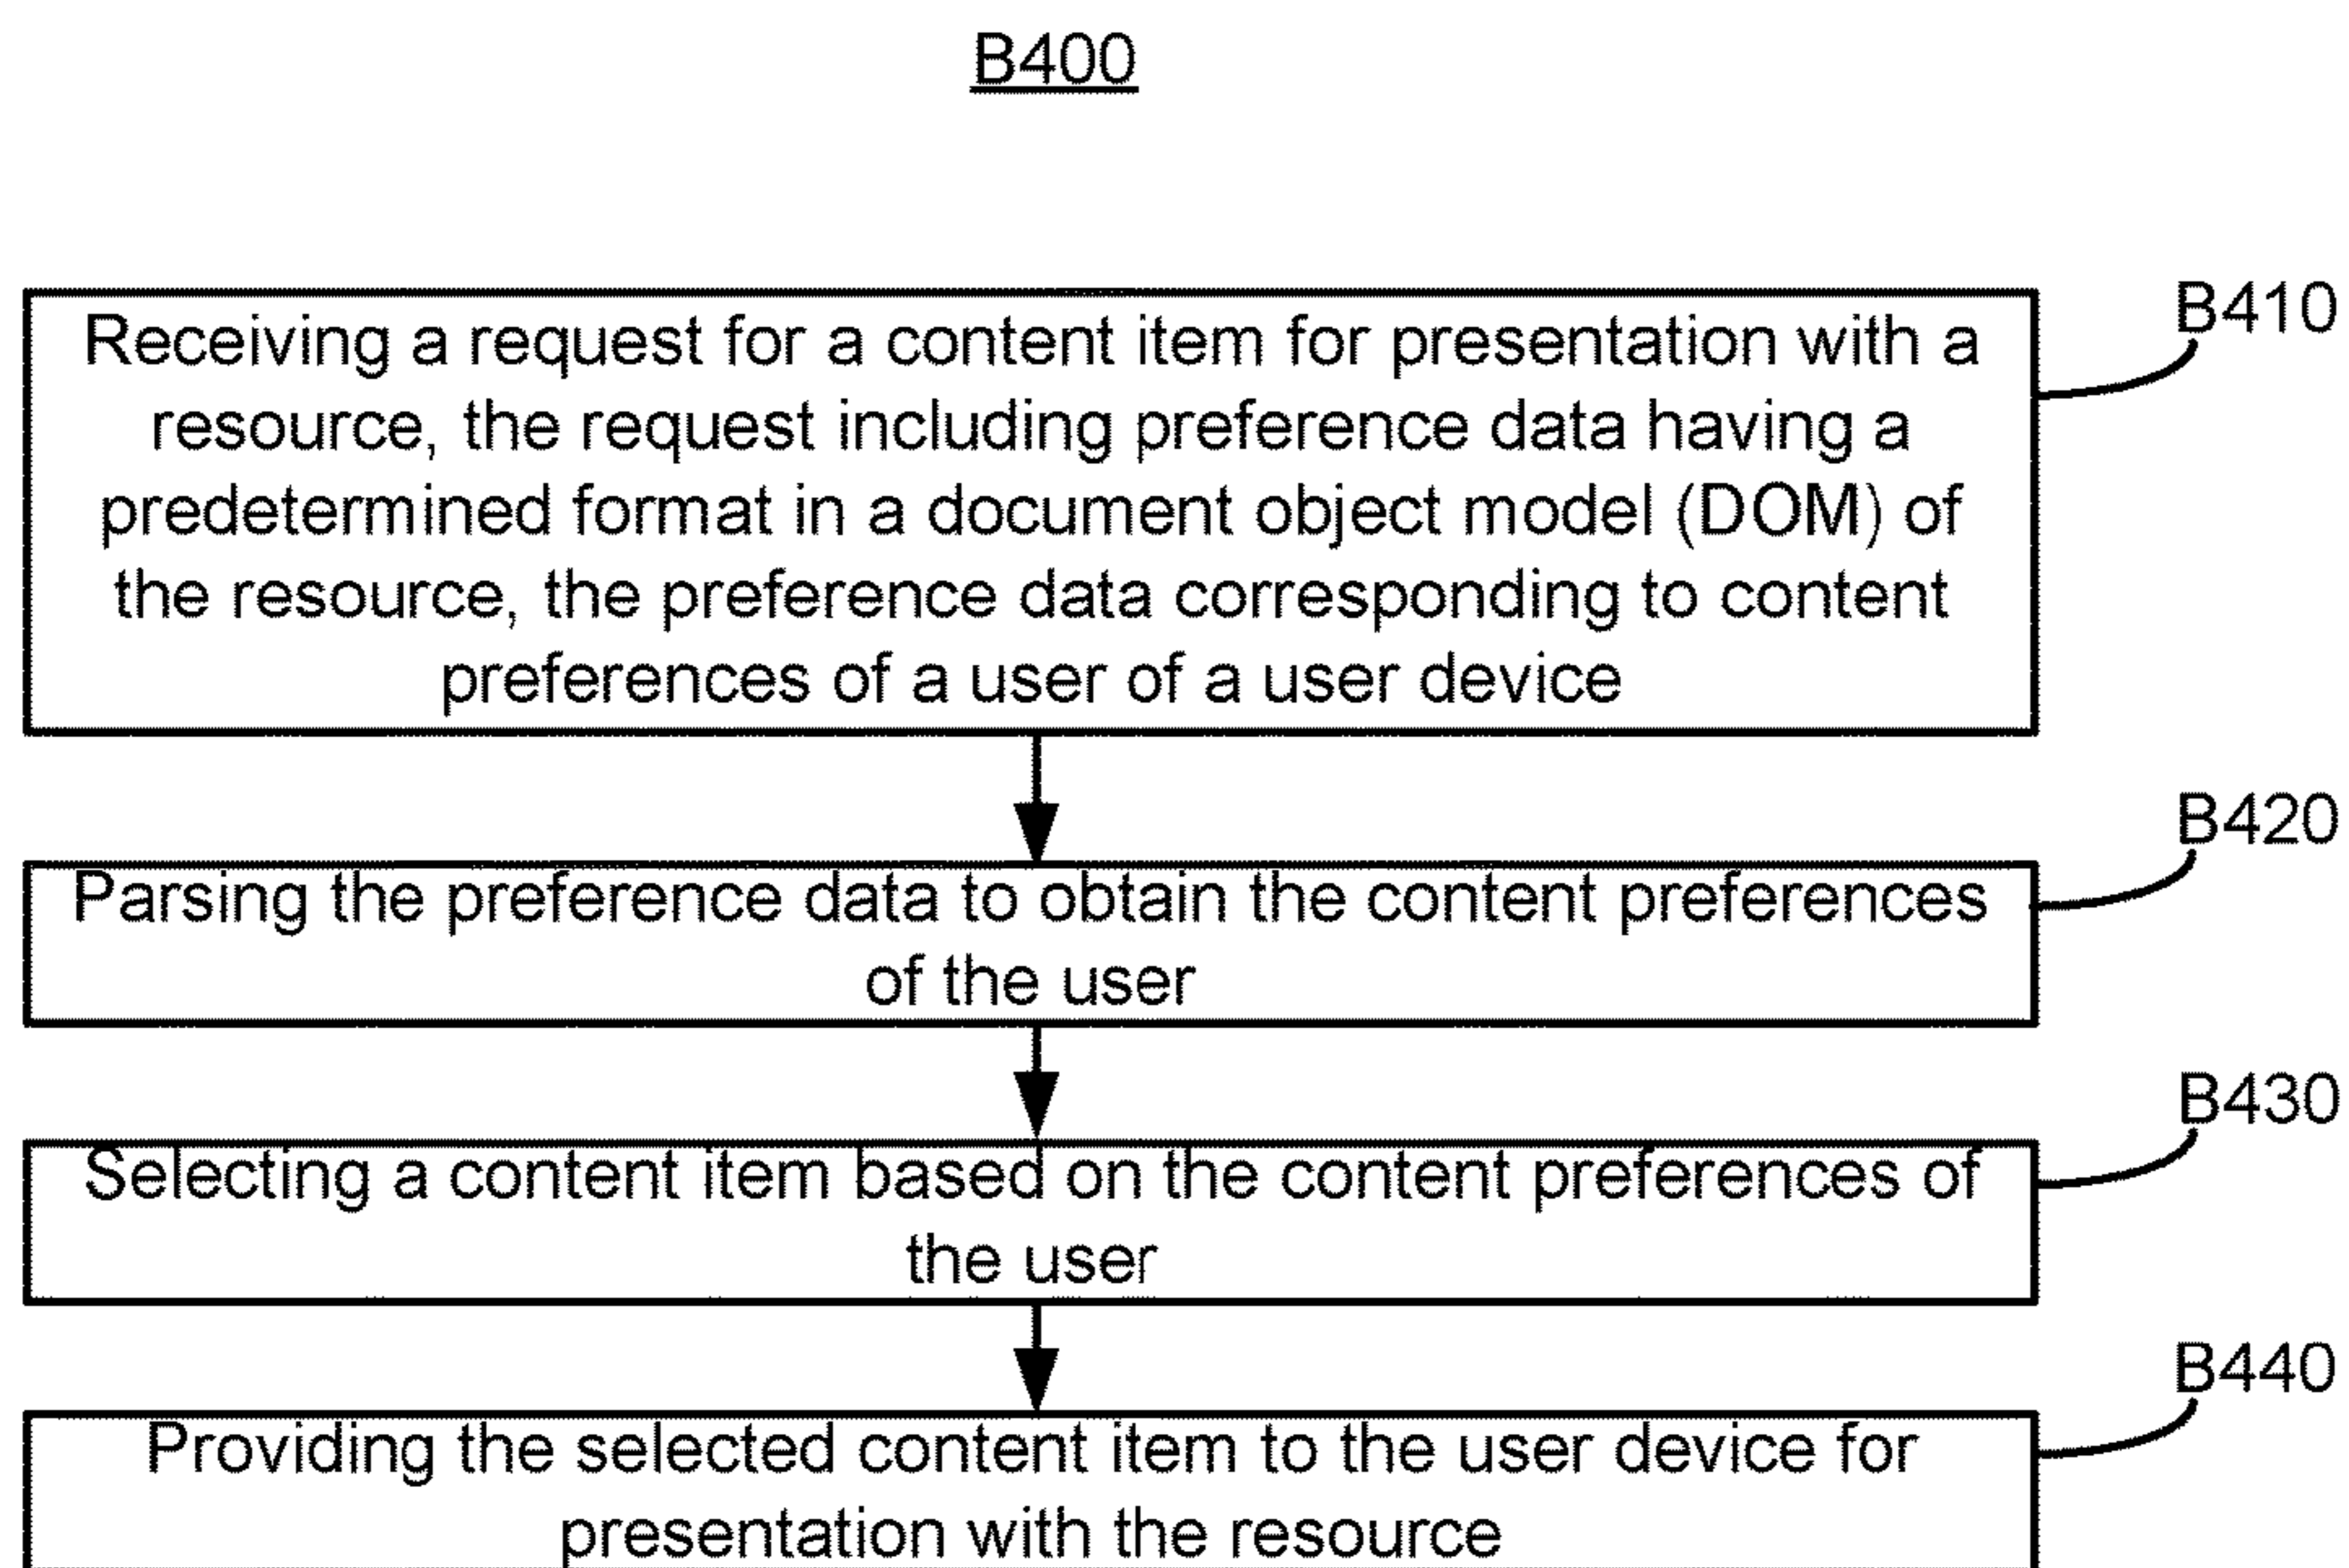 B400
B410
Receiving a request for a content item for presentation with a
resource, the request including preference data having a
predetermined format in a document object model (DOM) of
the resource, the preference data corresponding to content
preferences of a user of a user device
B420
Parsing the preference data to obtain the content preferences
of the user
B430
Selecting a content item based on the content preferences of
the user
B440
Providing the selected content item to the user device for
presentation with the resource